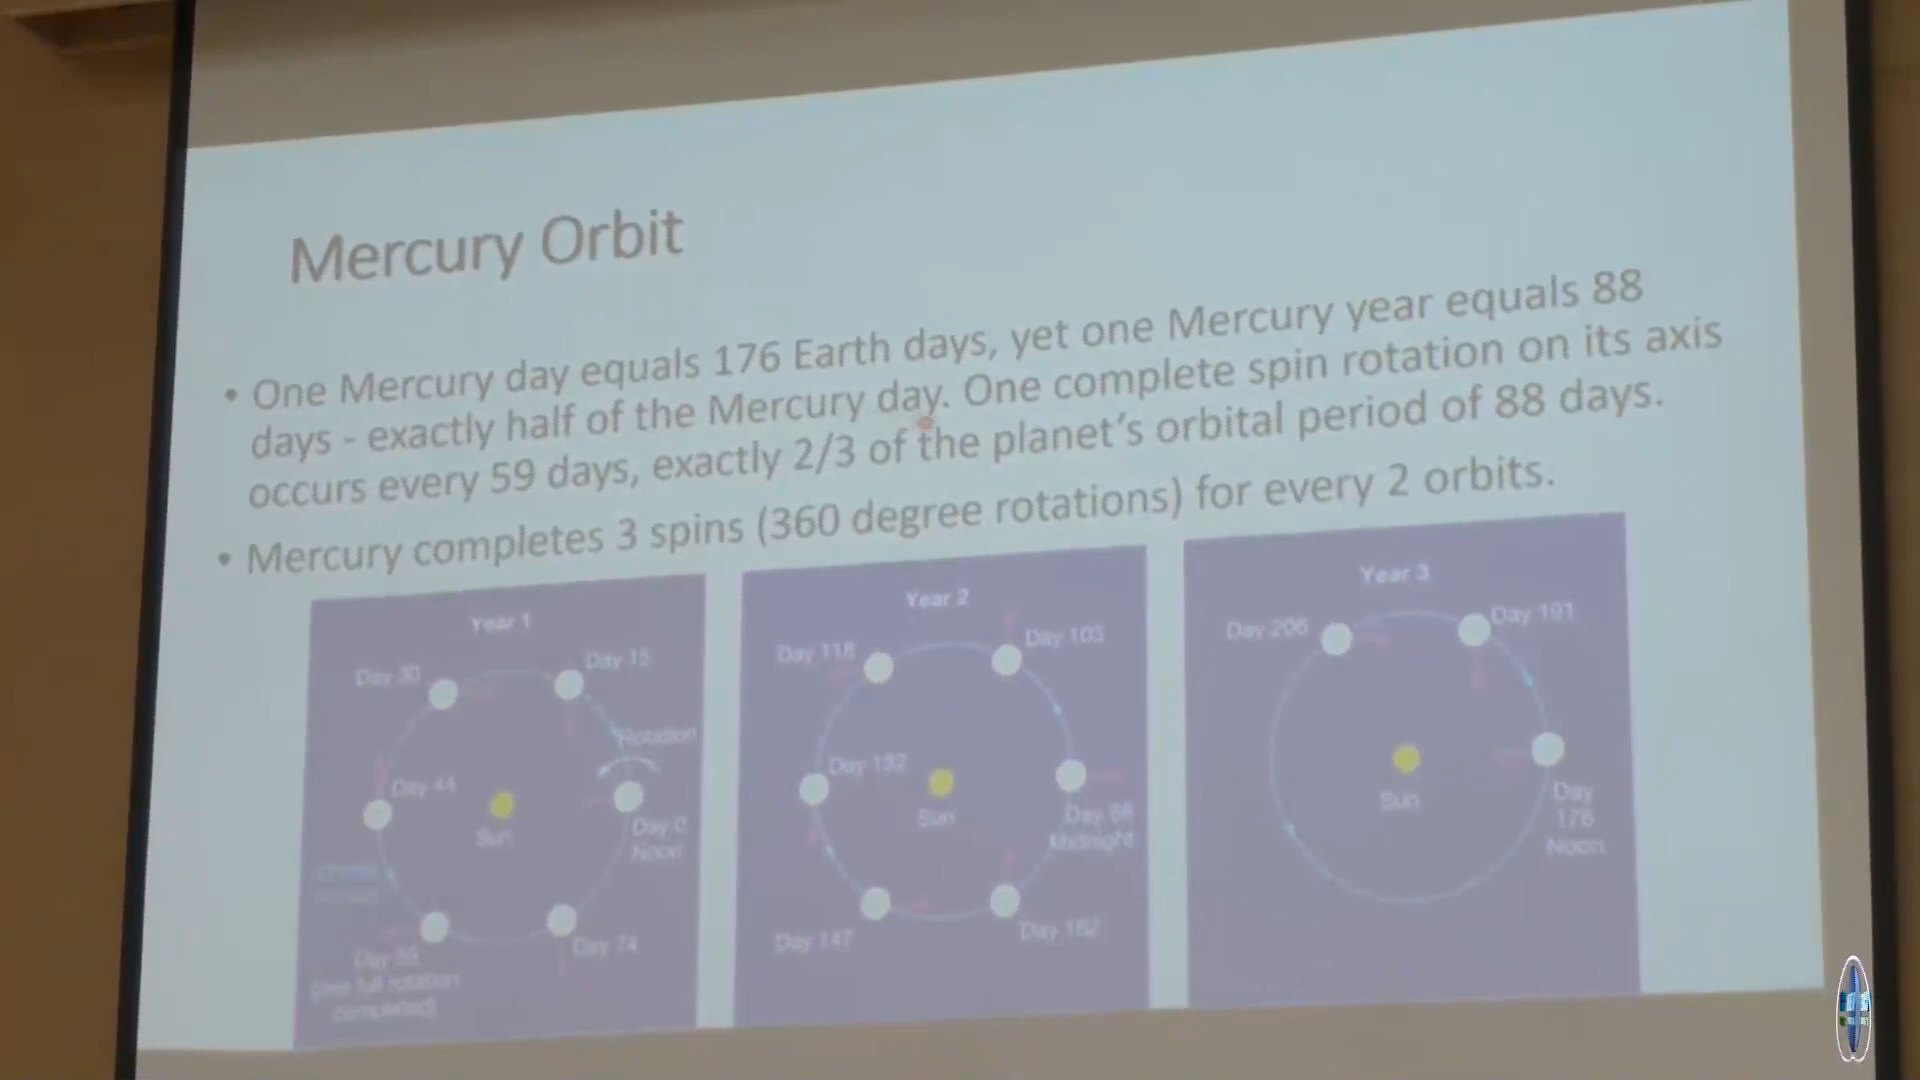 Mercury Orbit
• One Mercury day equals 176 Earth days, yet one Mercury year equals 88
days - exactly half of the Mercury day. One complete spin rotation on its axis
occurs every 59 days, exactly 2/3 of the planet's orbital period of 88 days.
• Mercury completes 3 spins (360 degree rotations) for every 2 orbits.
Year 1
Day 30
Day 15
Rotation
Day 44
Sun
Day 0
Noon
Day 59
(one full rotation
completed)
Day 74
Year 2
Day 118
Day 103
Day 132
Sun
Day 88
Midnight
Day 147
Day 162
Year 3
Day 206
Day 191
Sun
Day
176
Noon